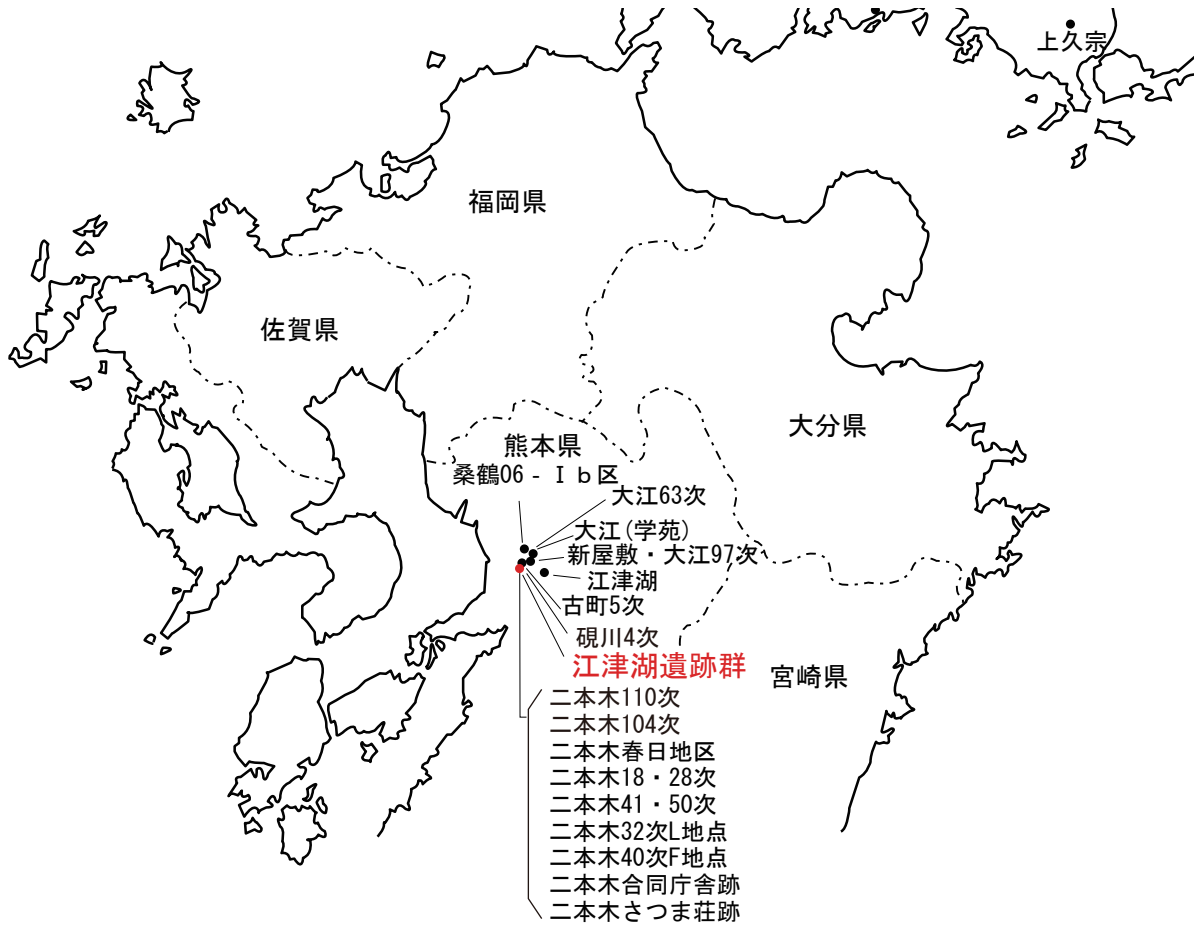 上久宗
福岡県
佐賀県
大分県
熊本県
桑鶴06‐Ⅰb区
大江63次
大江(学苑)
新屋敷・大江97次
江津湖
古町5次
硯川4次
江津湖遺跡群
宮崎県
二本木110次
二本木104次
二本木春日地区
二本木18・28次
二本木41・50次
二本木32次L地点
二本木40次F地点
二本木合同庁舎跡
二本木さつま荘跡